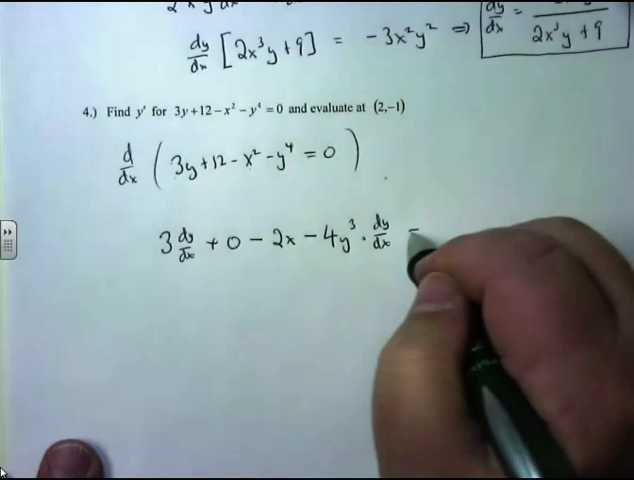 dy/dx [2x³y + 9] = -3x²y² ⇒ dy/dx = 2x³y + 9
4.) Find y' for 3y+12-x²-y⁴=0 and evaluate at (2,-1)
d/dx (3y+12-x²-y⁴=0)
3 dy/dx + 0 - 2x - 4y³ · dy/dx =